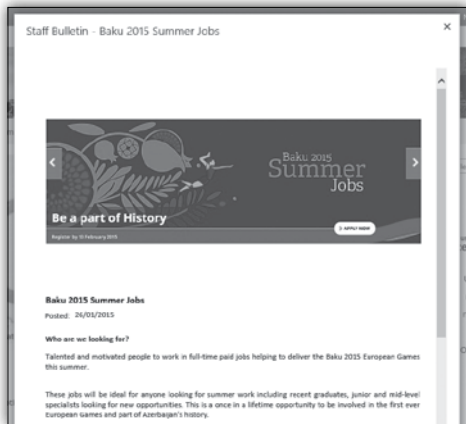 Staff Bulletin - Baku 2015 Summer Jobs
Baku 2015
Summer
Jobs
Be a part of History
Register by 10 February 2015
APPLY NOW
Baku 2015 Summer Jobs
Posted: 26/01/2015
Who are we looking for?
Talented and motivated people to work in full-time paid jobs helping to deliver the Baku 2015 European Games
this summer.
These jobs will be ideal for anyone looking for summer work including recent graduates, junior and mid-level
specialists looking for new opportunities. This is a once in a lifetime opportunity to be involved in the first ever
European Games and part of Azerbaijan's history.